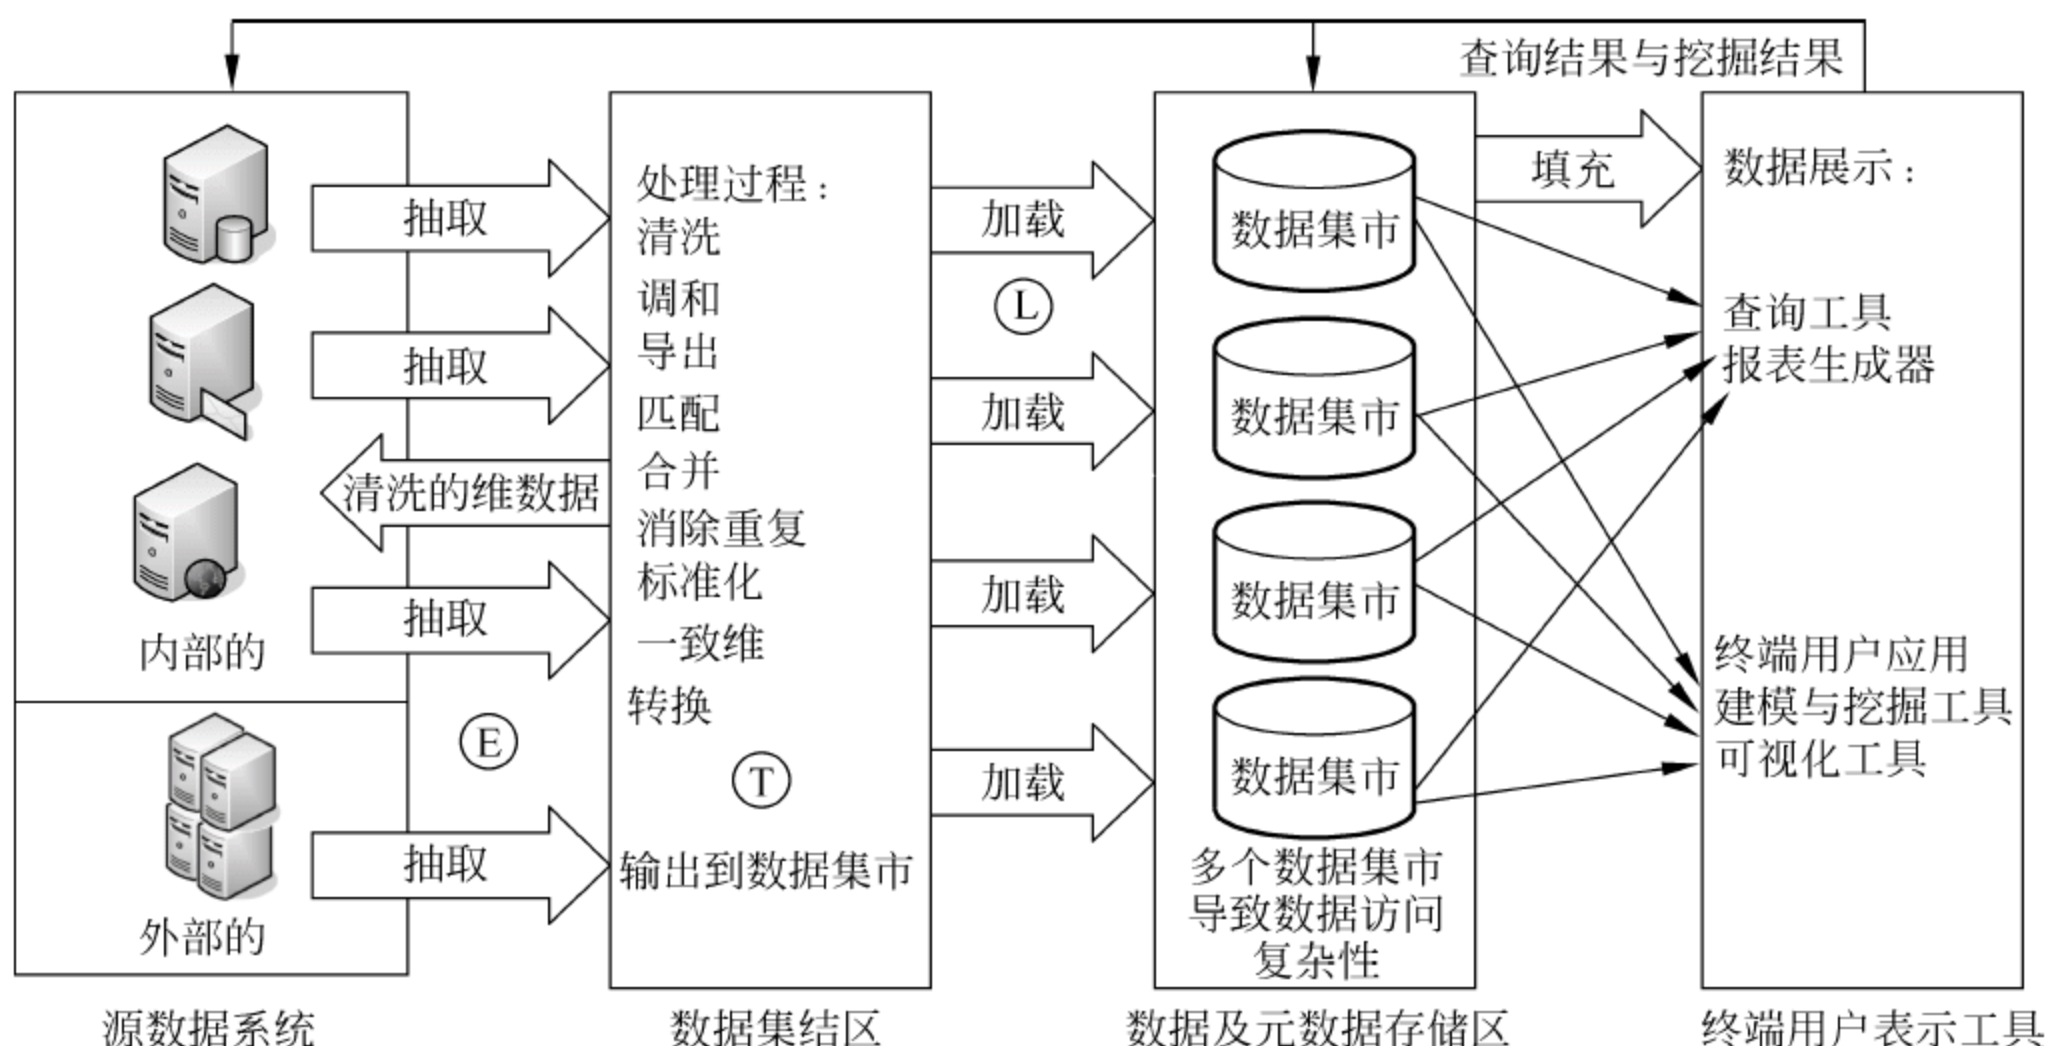 查询结果与挖掘结果
抽取
抽取
清洗的维数据
抽取
抽取
内部的
外部的
E
源数据系统
处理过程：
清洗
调和
导出
匹配
合并
消除重复
标准化
一致维
转换
T
输出到数据集市
数据集结区
加载
L
加载
加载
加载
数据集市
数据集市
数据集市
数据集市
多个数据集市
导致数据访问
复杂性
数据及元数据存储区
填充
数据展示：
查询工具
报表生成器
终端用户应用
建模与挖掘工具
可视化工具
终端用户表示工具